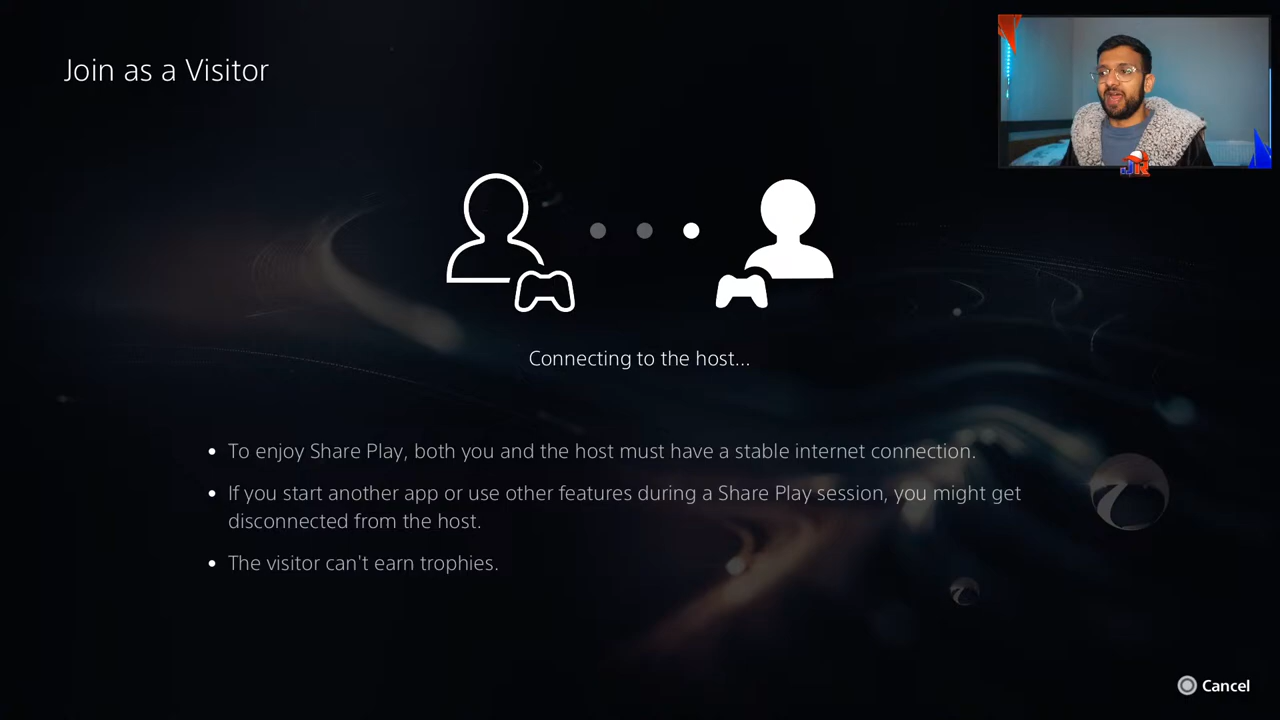 Join as a Visitor
JR
Connecting to the host...
• To enjoy Share Play, both you and the host must have a stable internet connection.
• If you start another app or use other features during a Share Play session, you might get
disconnected from the host.
• The visitor can't earn trophies.
Cancel